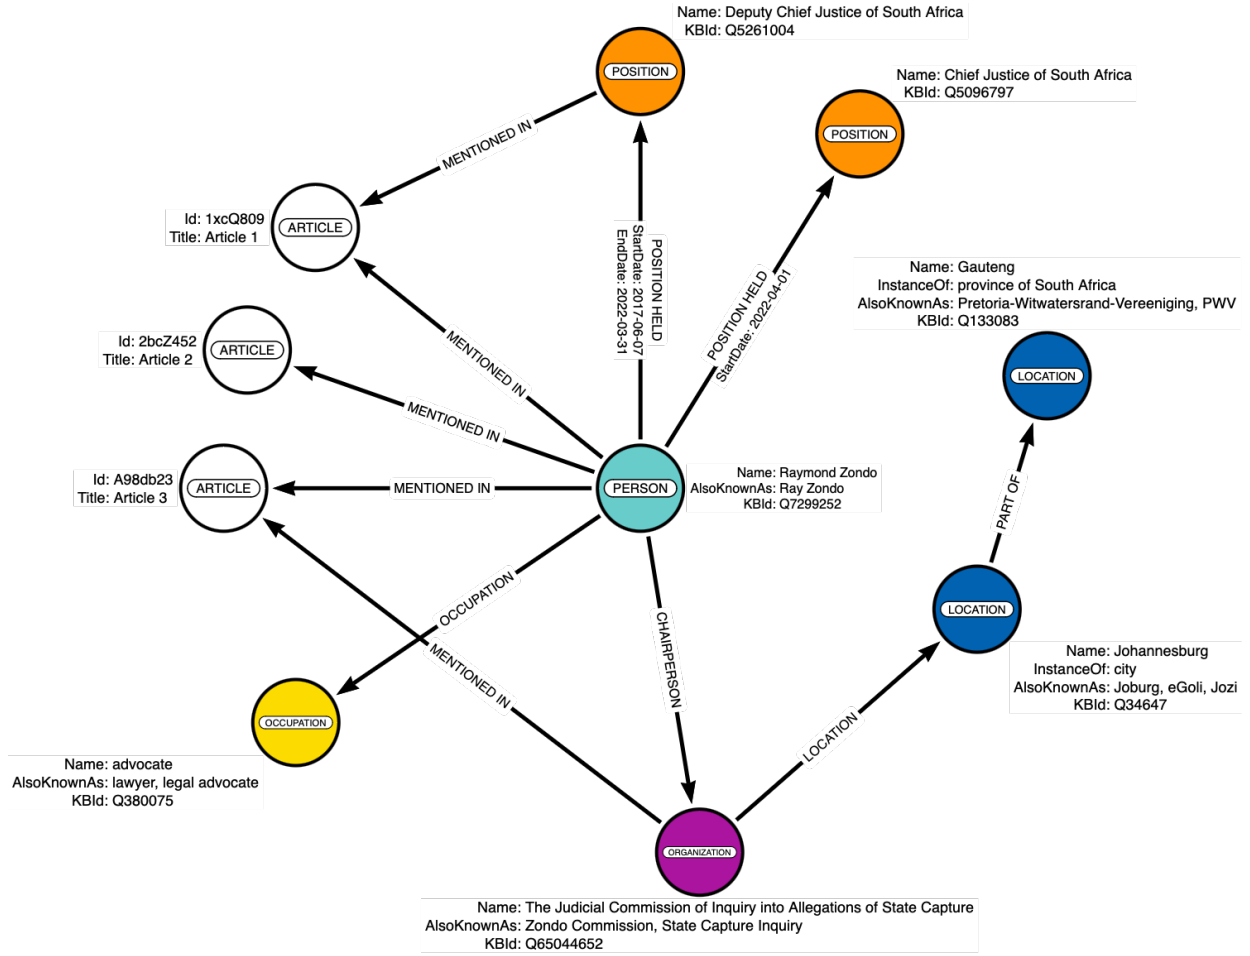 Name: Deputy Chief Justice of South Africa
KBId: Q5261004
POSITION
Name: Chief Justice of South Africa
KBId: Q5096797
POSITION
MENTIONED IN
Id: 1xcQ809
Title: Article 1
ARTICLE
POSITION HELD
StartDate: 2017-06-07
EndDate: 2022-03-31
POSITION HELD
StartDate: 2022-04-01
Name: Gauteng
InstanceOf: province of South Africa
AlsoKnownAs: Pretoria-Witwatersrand-Vereeniging, PWV
KBId: Q133083
LOCATION
Id: 2bcZ452
Title: Article 2
ARTICLE
MENTIONED IN
MENTIONED IN
Id: A98db23
Title: Article 3
ARTICLE
MENTIONED IN
PERSON
Name: Raymond Zondo
AlsoKnownAs: Ray Zondo
KBId: Q7299252
PART OF
OCCUPATION
MENTIONED IN
CHAIRPERSON
LOCATION
Name: Johannesburg
InstanceOf: city
AlsoKnownAs: Joburg, eGoli, Jozi
KBId: Q34647
OCCUPATION
Name: advocate
AlsoKnownAs: lawyer, legal advocate
KBId: Q380075
LOCATION
ORGANIZATION
Name: The Judicial Commission of Inquiry into Allegations of State Capture
AlsoKnownAs: Zondo Commission, State Capture Inquiry
KBId: Q65044652